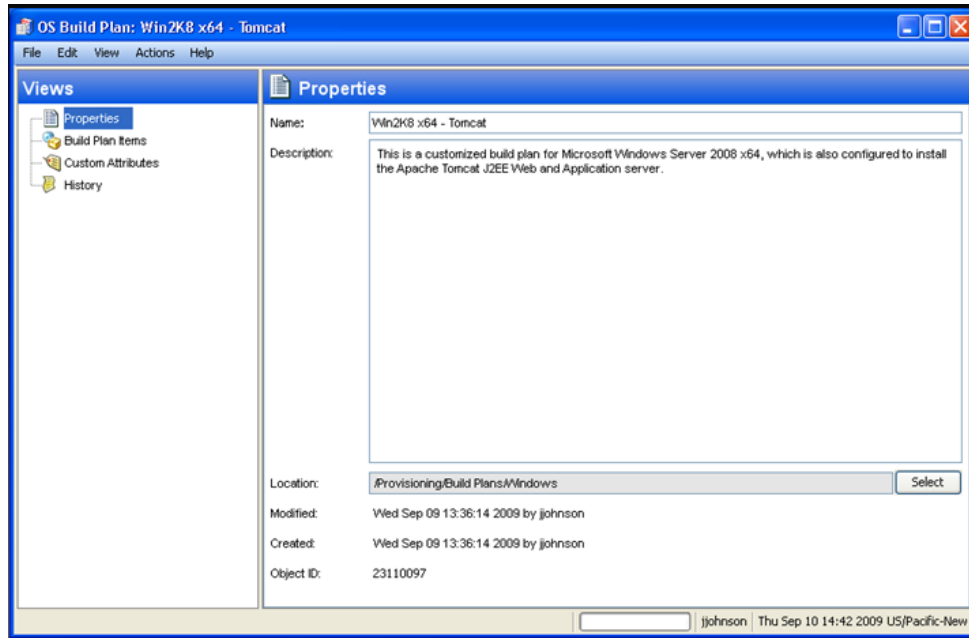 OS Build Plan: Win2K8 x64 - Tomcat
File Edit View Actions Help
Views
Properties
Build Plan Items
Custom Attributes
History
Properties
Name: Win2K8 x64 - Tomcat
Description: This is a customized build plan for Microsoft Windows Server 2008 x64, which is also configured to install
the Apache Tomcat J2EE Web and Application server.
Location: /Provisioning/Build Plans/Windows Select
Modified: Wed Sep 09 13:36:14 2009 by jjohnson
Created: Wed Sep 09 13:36:14 2009 by jjohnson
Object ID: 23110097
jjohnson Thu Sep 10 14:42 2009 US/Pacific-New